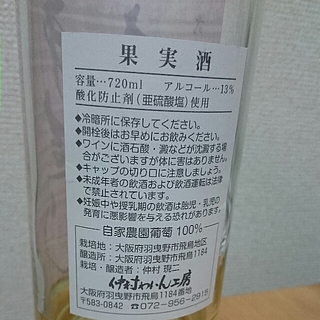 果実酒
容量…720ml アルコール…13%
酸化防止剤(亜硫酸塩)使用
●冷暗所に保存してください。
●開栓後はお早めにお飲みください。
●ワインに酒石酸・澱などが沈澱する場
合がございますが体に害はありません。
●キャップの切り口に注意しましょう。
●未成年者の飲酒および飲酒運転は法律
で禁止されています。
●妊娠中や授乳期の飲酒は胎児・乳児の
発育に悪影響を与える恐れがあります。
自家農園葡萄 100%
栽培地:大阪府羽曳野市飛鳥地区
醸造所:大阪府羽曳野市飛鳥1184
栽培・醸造者:仲村 現二
仲村わいん工房
大阪府羽曳野市飛鳥1184番地
〒583-0842 ☎072-956-2915